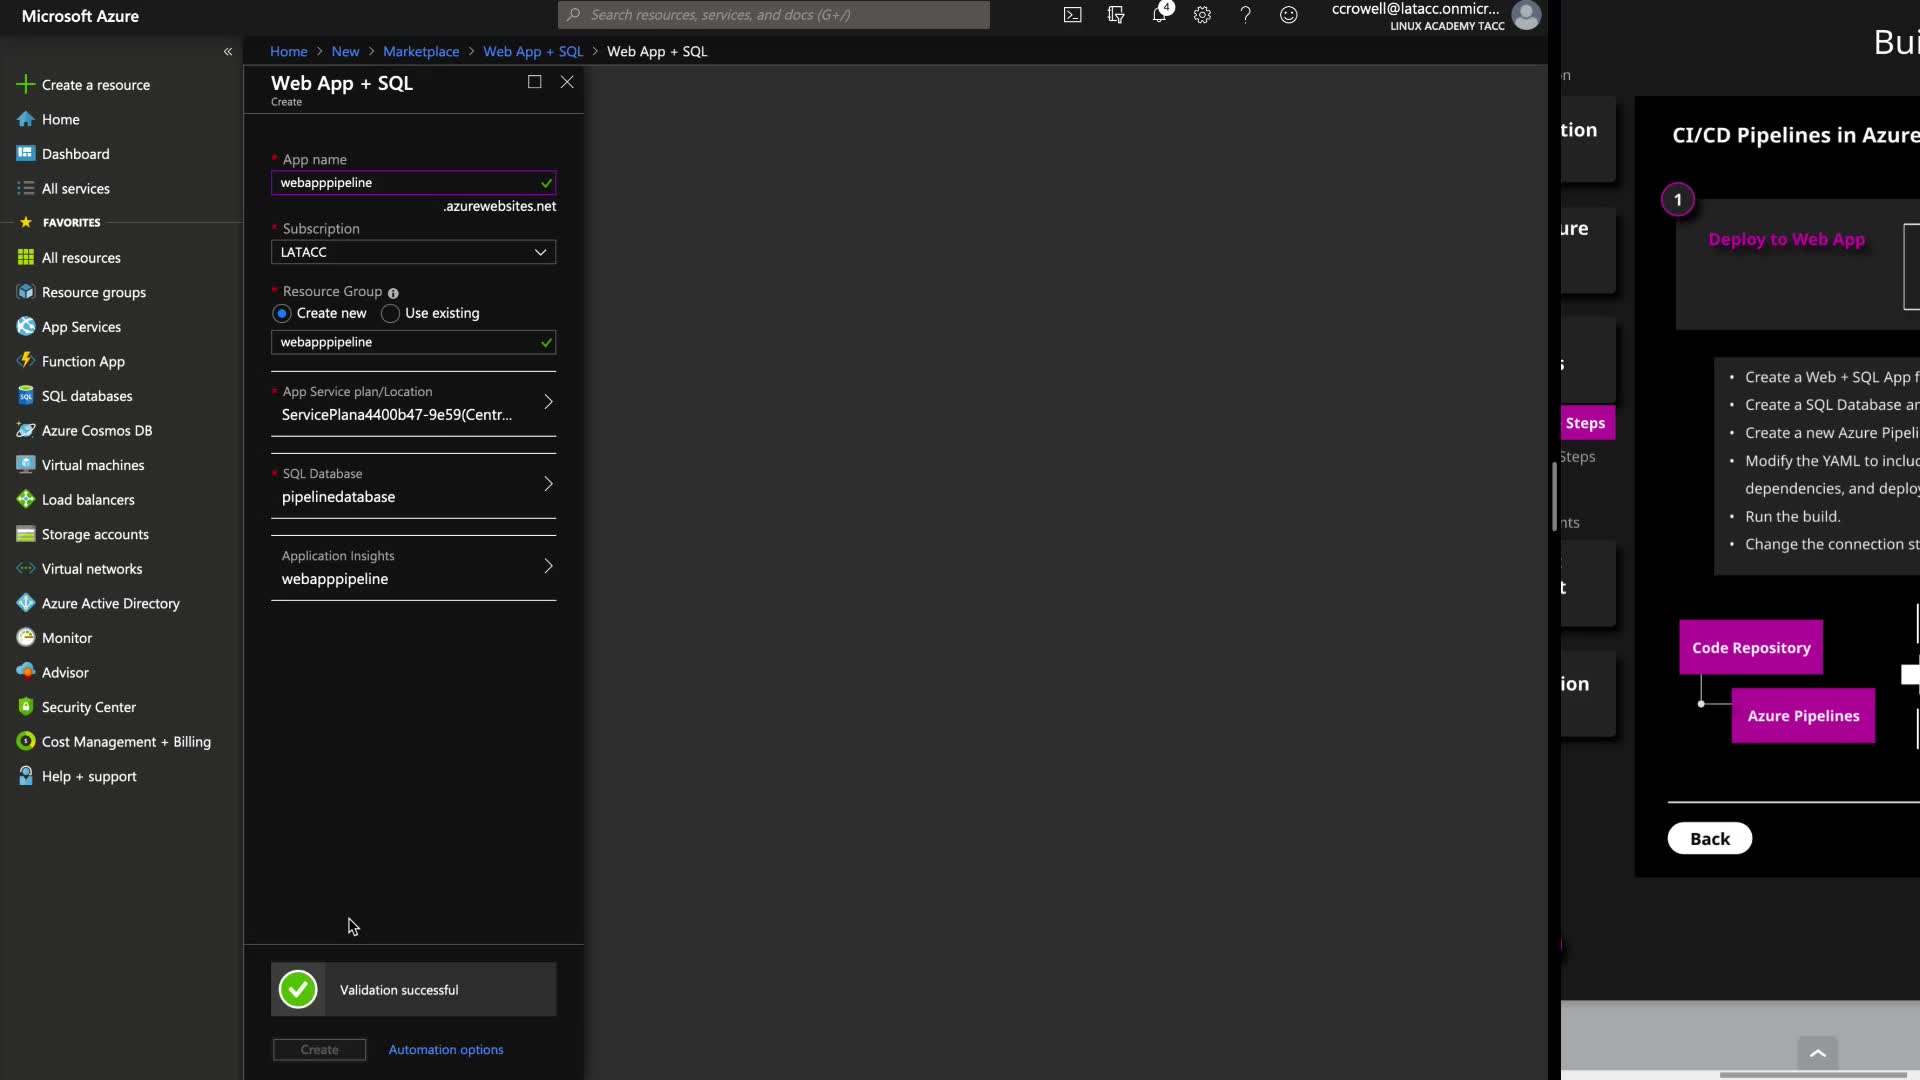 Microsoft Azure
Search resources, services, and docs (G+/)
4
ccrowell@latacc.onmicr...
LINUX ACADEMY TACC
«
Home > New > Marketplace > Web App + SQL > Web App + SQL
Create a resource
Home
Dashboard
All services
FAVORITES
All resources
Resource groups
App Services
Function App
SQL databases
Azure Cosmos DB
Virtual machines
Load balancers
Storage accounts
Virtual networks
Azure Active Directory
Monitor
Advisor
Security Center
Cost Management + Billing
Help + support
Web App + SQL
Create
* App name
webapppipeline
.azurewebsites.net
* Subscription
LATACC
* Resource Group
Create new Use existing
webapppipeline
* App Service plan/Location
ServicePlana4400b47-9e59(Centr...
* SQL Database
pipelinedatabase
Application Insights
webapppipeline
Validation successful
Create Automation options
Bui
on
tion
ure
s
Steps
Steps
nts
t
ion
CI/CD Pipelines in Azure
1
Deploy to Web App
• Create a Web + SQL App f
• Create a SQL Database an
• Create a new Azure Pipeli
• Modify the YAML to includ
dependencies, and deploy
• Run the build.
• Change the connection st
Code Repository
Azure Pipelines
Back